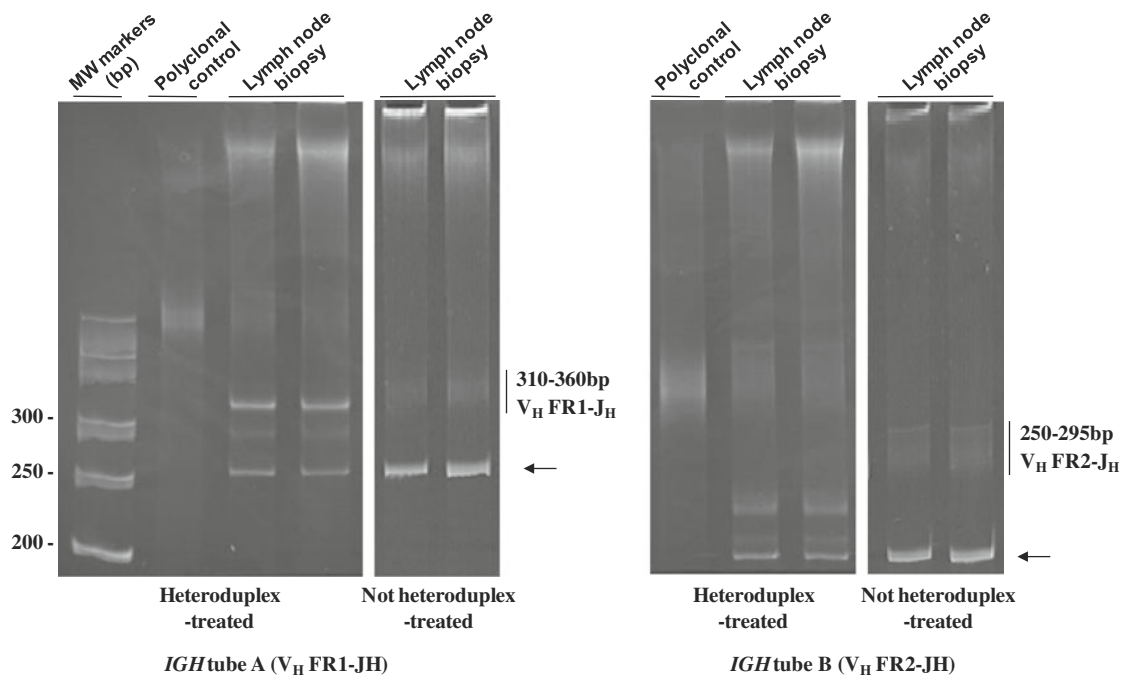 MW markers
(bp)
Polyclonal
control
Lymph node
biopsy
Lymph node
biopsy
300 -
250 -
200 -
310-360bp
VH FR1-JH
Heteroduplex
-treated
Not heteroduplex
-treated
IGH tube A (VH FR1-JH)
Polyclonal
control
Lymph node
biopsy
Lymph node
biopsy
250-295bp
VH FR2-JH
Heteroduplex
-treated
Not heteroduplex
-treated
IGH tube B (VH FR2-JH)